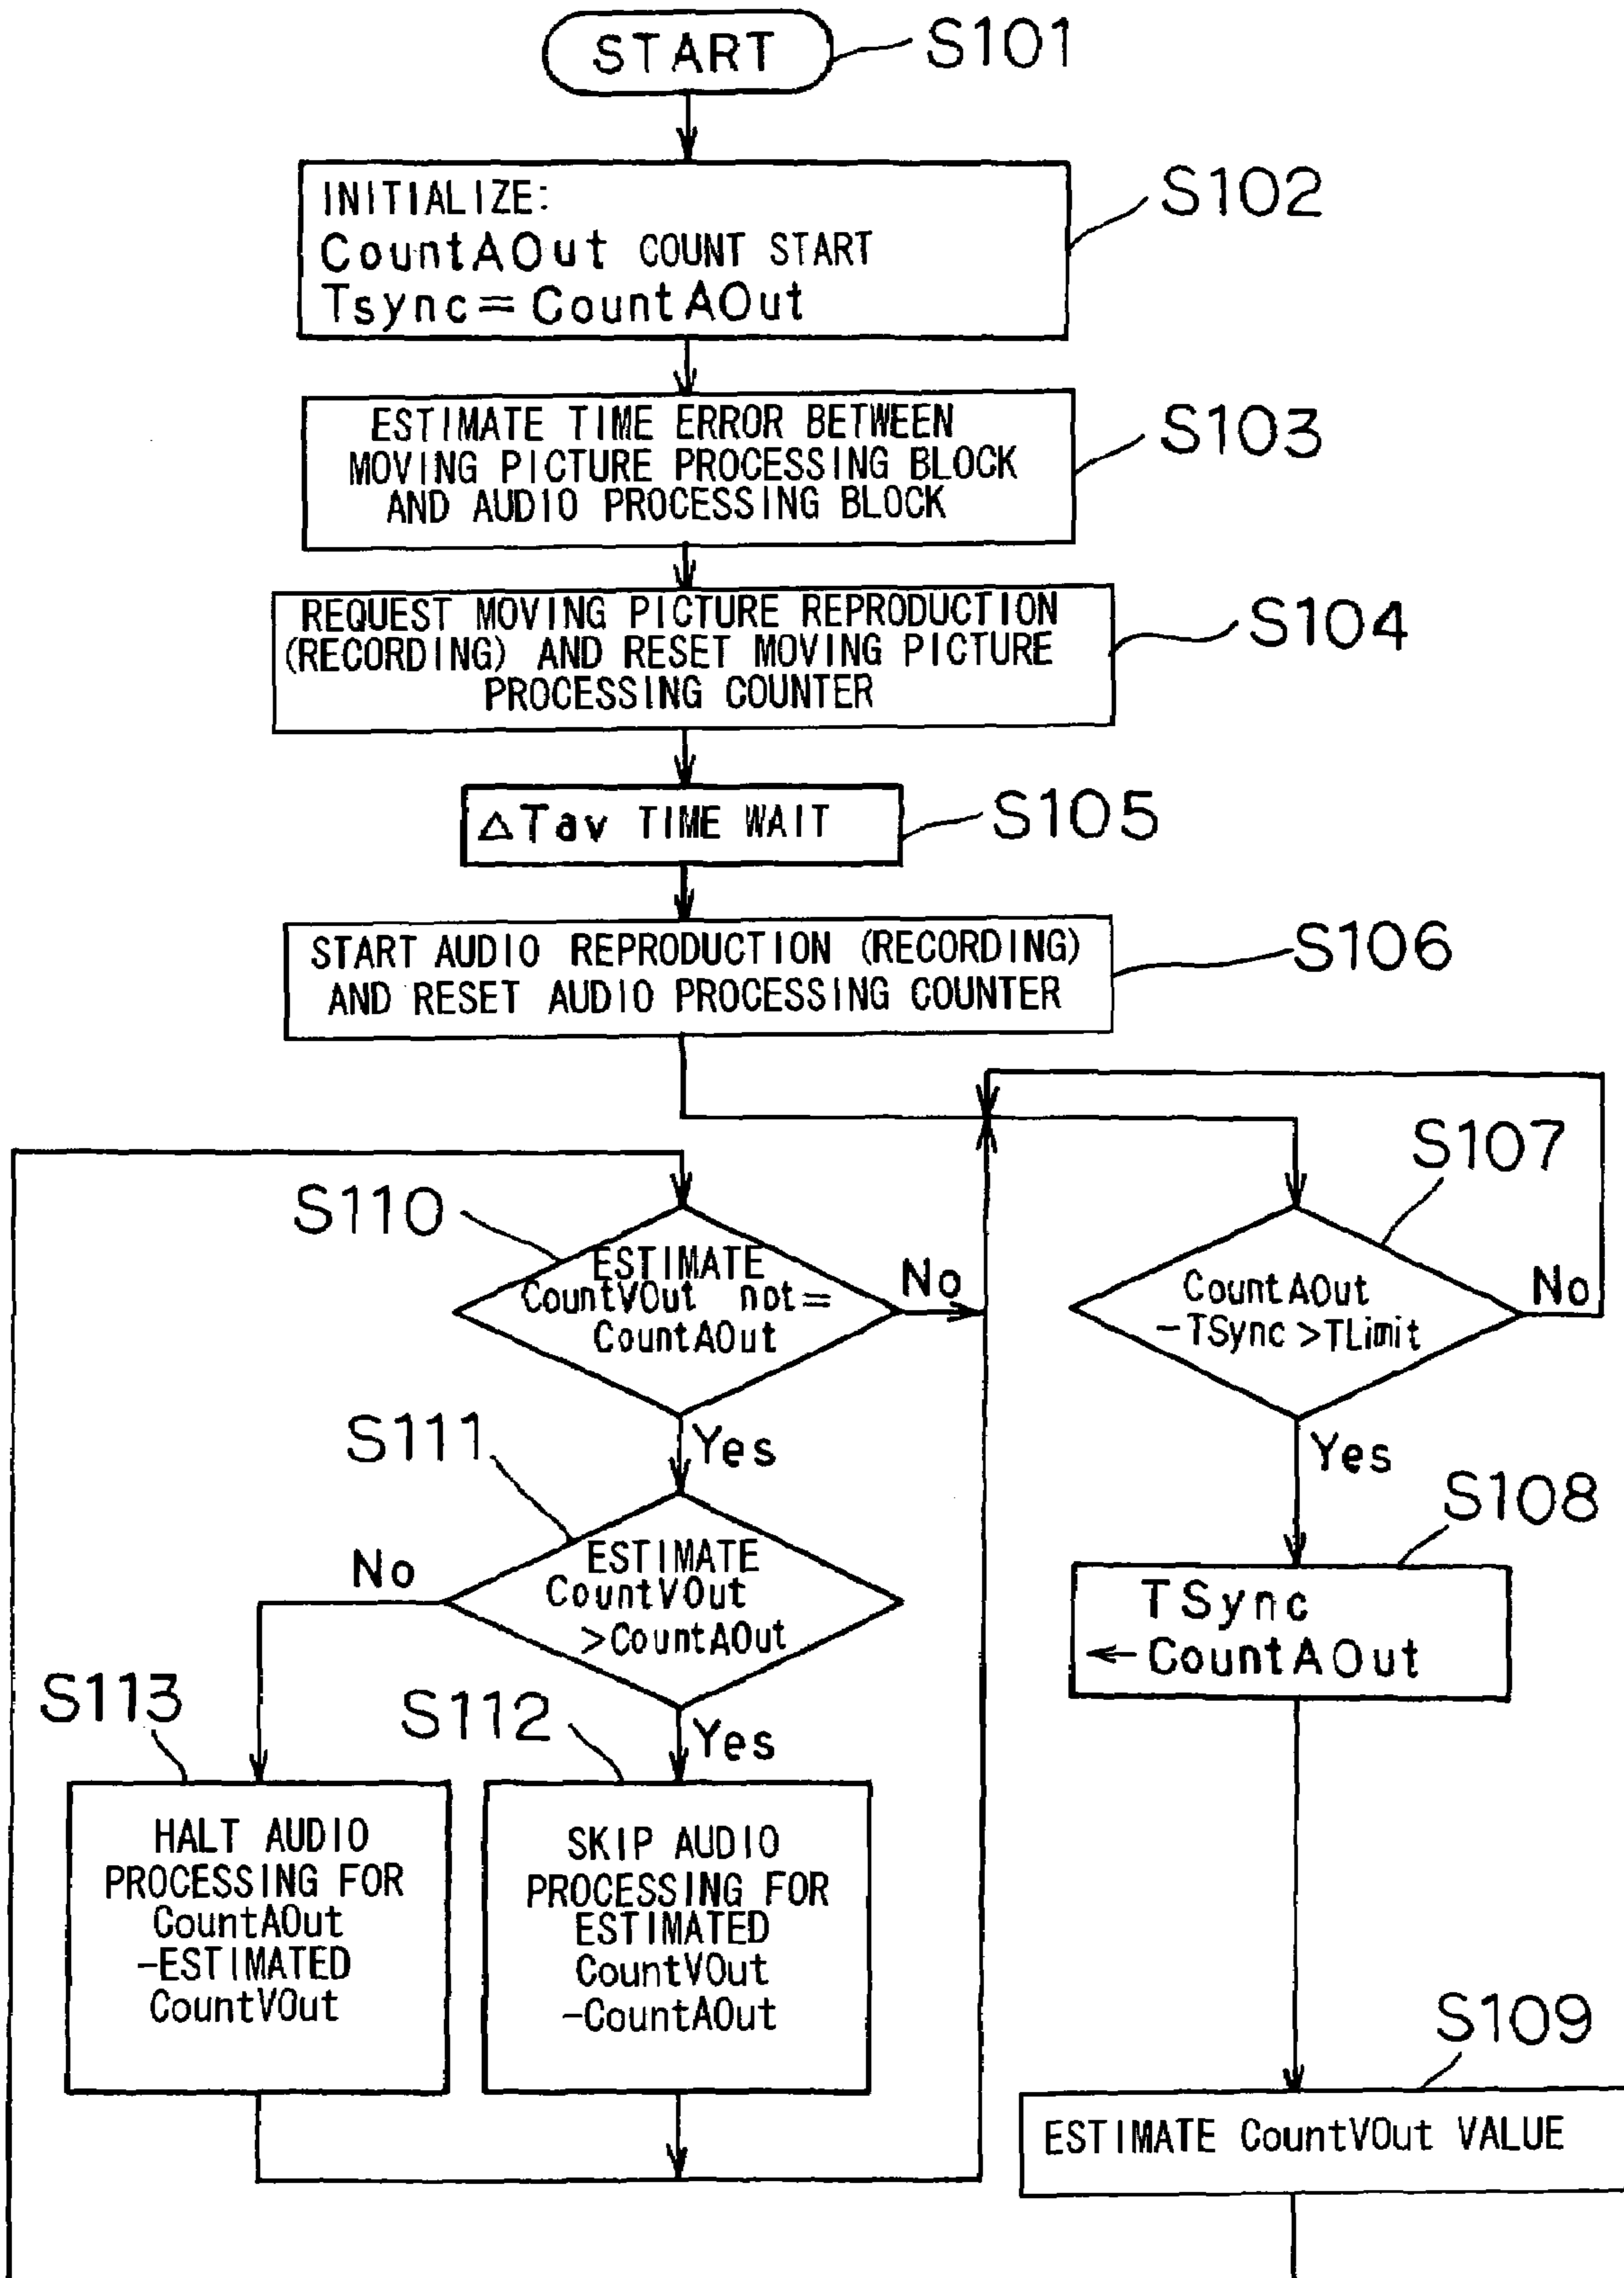 START
S101
INITIALIZE:
CountAOut COUNT START
Tsync=CountAOut
S102
ESTIMATE TIME ERROR BETWEEN
MOVING PICTURE PROCESSING BLOCK
AND AUDIO PROCESSING BLOCK
S103
REQUEST MOVING PICTURE REPRODUCTION
(RECORDING) AND RESET MOVING PICTURE
PROCESSING COUNTER
S104
△Tav TIME WAIT
S105
START AUDIO REPRODUCTION (RECORDING)
AND RESET AUDIO PROCESSING COUNTER
S106
S107
CountAOut
-TSync>TLimit
No
Yes
S108
TSync
←CountAOut
S109
ESTIMATE CountVOut VALUE
S110
ESTIMATE
CountVOut not=
CountAOut
No
Yes
S111
ESTIMATE
CountVOut
>CountAOut
No
Yes
S113
HALT AUDIO
PROCESSING FOR
CountAOut
-ESTIMATED
CountVOut
S112
SKIP AUDIO
PROCESSING FOR
ESTIMATED
CountVOut
-CountAOut